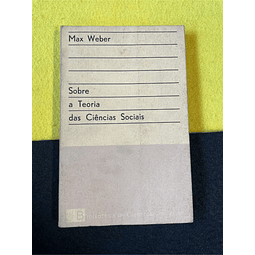 Max Weber
Sobre
a Teoria
das Ciências Sociais